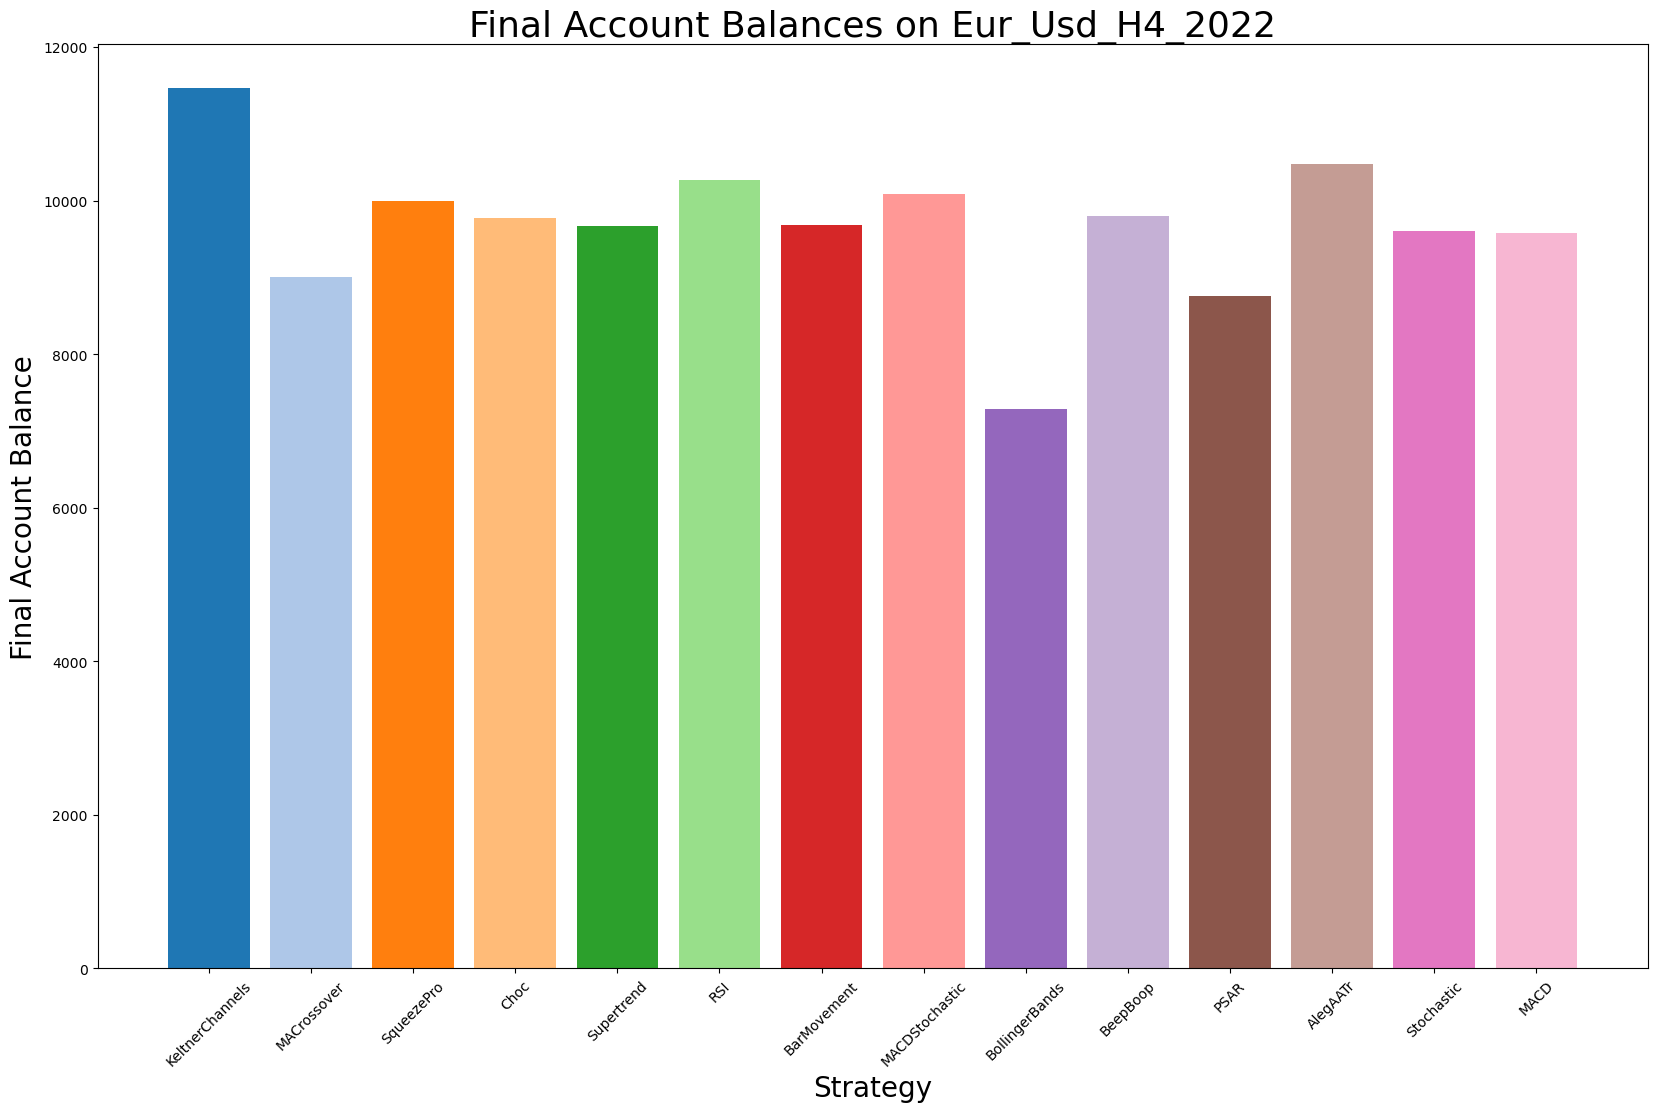 Final Account Balances on Eur_Usd_H4_2022
12000
10000
8000
6000
4000
2000
0
Final Account Balance
KeltnerChannels
MACrossover
SqueezePro
Choc
Supertrend
RSI
BarMovement
MACDStochastic
BollingerBands
BeepBoop
PSAR
AlegAATr
Stochastic
MACD
Strategy